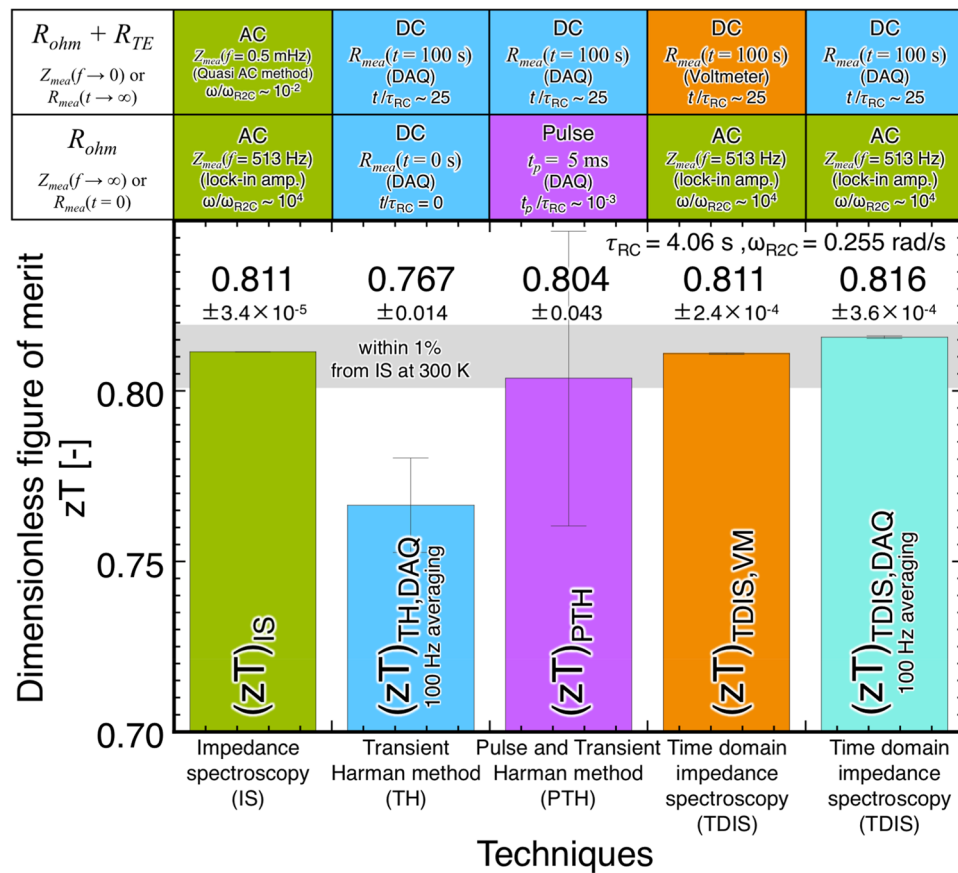 R_ohm + R_TE
Z_mea(f → 0) or
R_mea(t → ∞)
AC
Z_mea(f = 0.5 mHz)
(Quasi AC method)
ω/ω_R2C ~ 10^-2
DC
R_mea(t = 100 s)
(DAQ)
t/τ_RC ~ 25
DC
R_mea(t = 100 s)
(DAQ)
t/τ_RC ~ 25
DC
R_mea(t = 100 s)
(Voltmeter)
t/τ_RC ~ 25
DC
R_mea(t = 100 s)
(DAQ)
t/τ_RC ~ 25
R_ohm
Z_mea(f → ∞) or
R_mea(t = 0)
AC
Z_mea(f = 513 Hz)
(lock-in amp.)
ω/ω_R2C ~ 10^4
DC
R_mea(t = 0 s)
(DAQ)
t/τ_RC = 0
Pulse
t_p = 5 ms
(DAQ)
t_p/τ_RC ~ 10^-3
AC
Z_mea(f = 513 Hz)
(lock-in amp.)
ω/ω_R2C ~ 10^4
AC
Z_mea(f = 513 Hz)
(lock-in amp.)
ω/ω_R2C ~ 10^4
τ_RC = 4.06 s ,ω_R2C = 0.255 rad/s
0.811
±3.4×10^-5
0.767
±0.014
0.804
±0.043
0.811
±2.4×10^-4
0.816
±3.6×10^-4
within 1%
from IS at 300 K
Dimensionless figure of merit
zT [-]
0.80
0.75
0.70
(zT)_IS
(zT)_TH,DAQ
100 Hz averaging
(zT)_PTH
(zT)_TDIS,VM
(zT)_TDIS,DAQ
100 Hz averaging
Impedance
spectroscopy
(IS)
Transient
Harman method
(TH)
Pulse and Transient
Harman method
(PTH)
Time domain
impedance
spectroscopy
(TDIS)
Time domain
impedance
spectroscopy
(TDIS)
Techniques